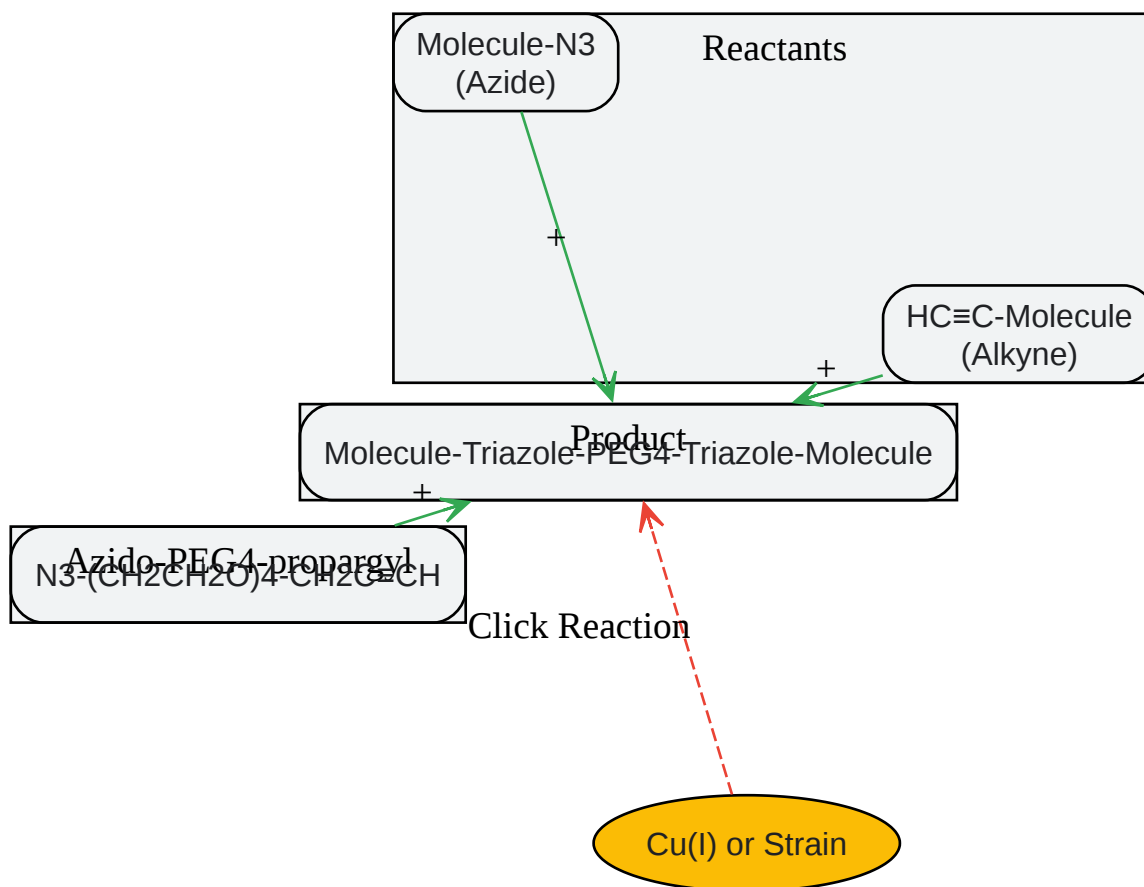 Reactants
Molecule-N3
(Azide)
+
HC≡C-Molecule
(Alkyne)
+
Product
Molecule-Triazole-PEG4-Triazole-Molecule
+
Azido-PEG4-propargyl
N3-(CH2CH2O)4-CH2C≡CH
Click Reaction
Cu(I) or Strain